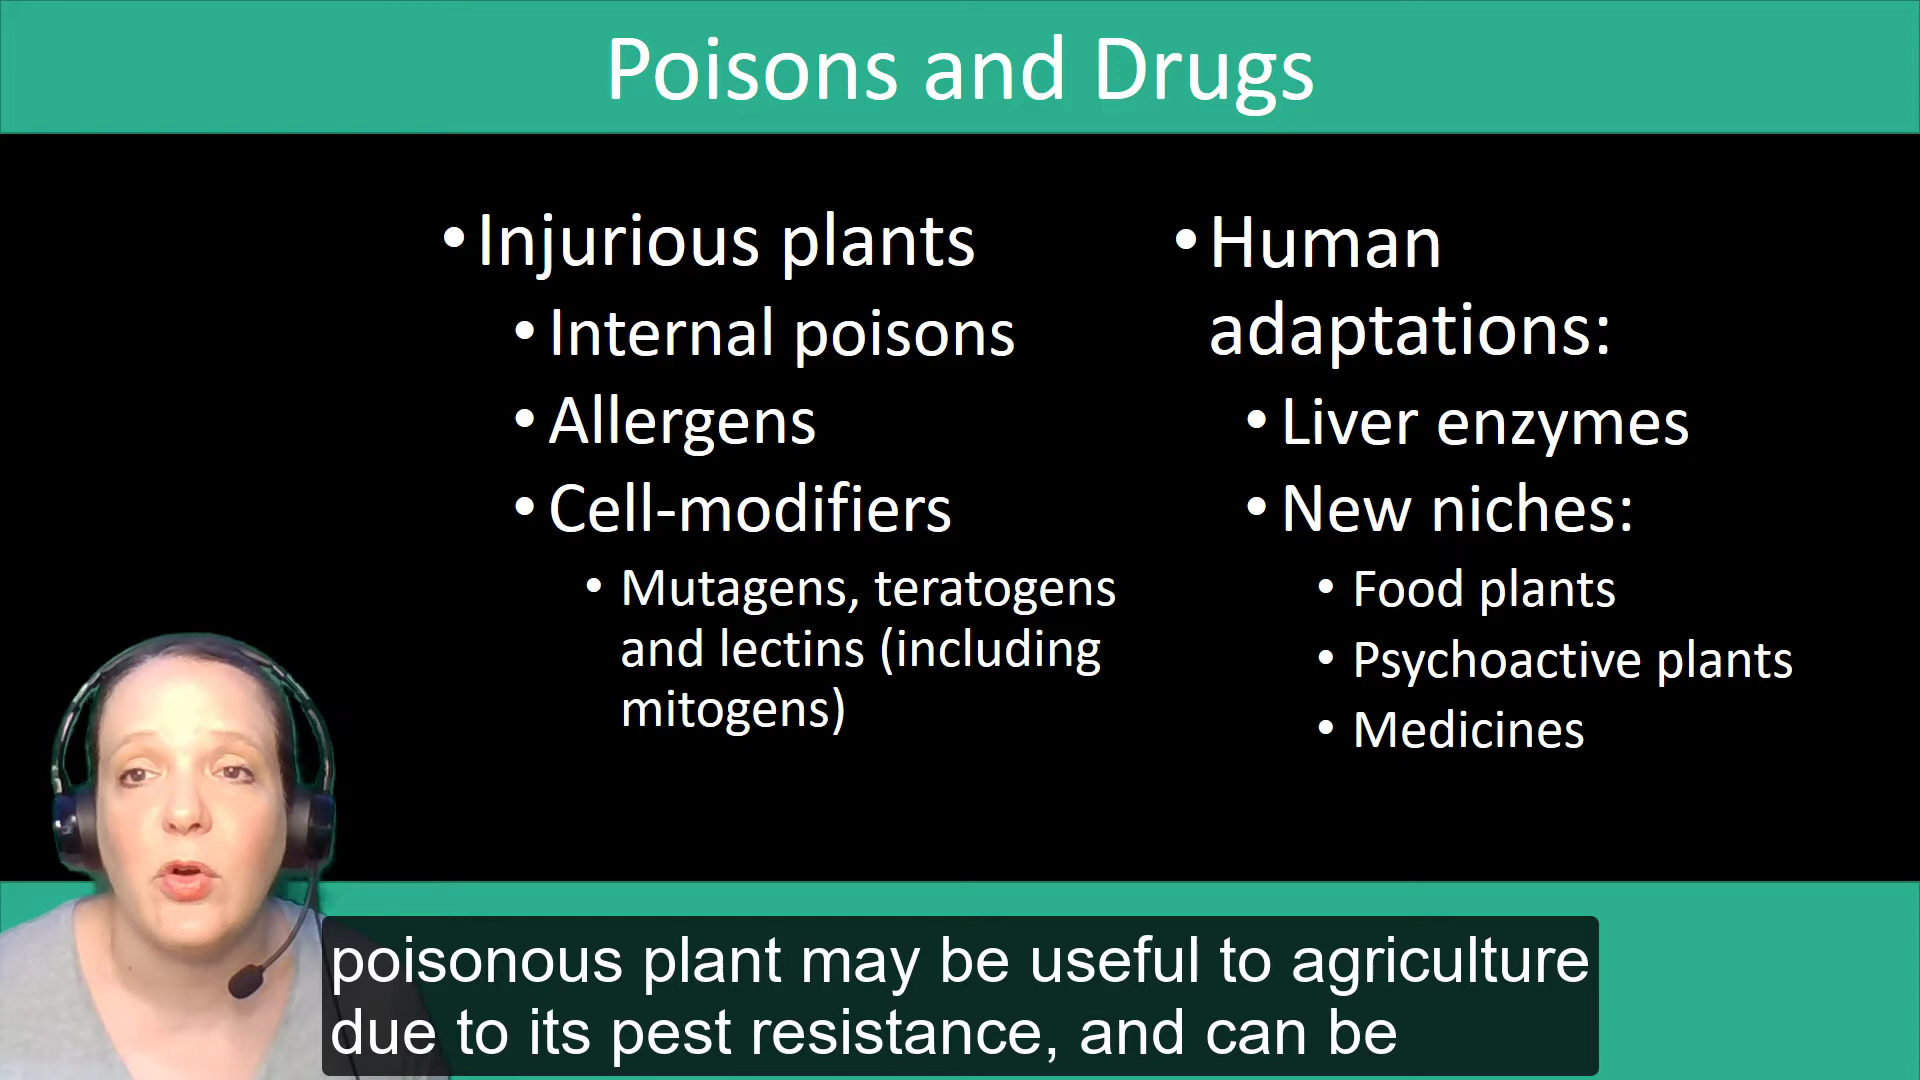 Poisons and Drugs
• Injurious plants
• Internal poisons
• Allergens
• Cell-modifiers
• Mutagens, teratogens
and lectins (including
mitogens)
• Human
adaptations:
• Liver enzymes
• New niches:
• Food plants
• Psychoactive plants
• Medicines
poisonous plant may be useful to agriculture
due to its pest resistance, and can be